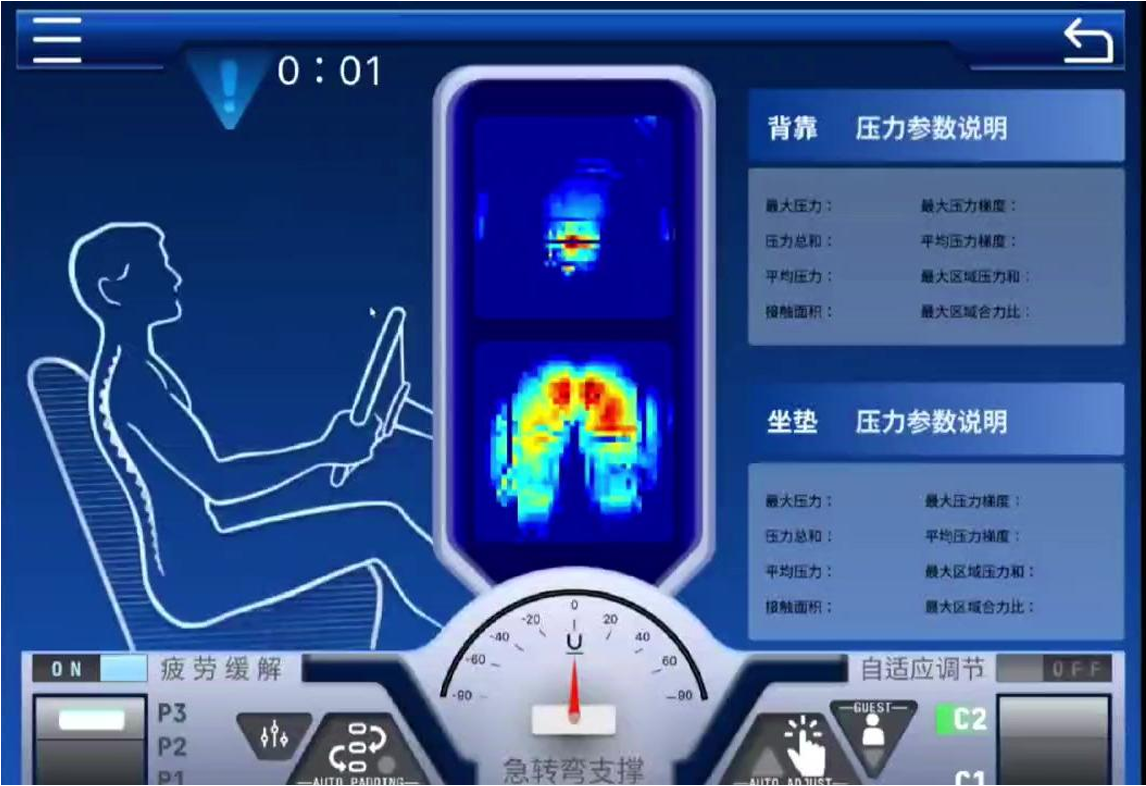 0：01
背靠 压力参数说明
最大压力： 最大压力梯度：
压力总和： 平均压力梯度：
平均压力： 最大区域压力和：
接触面积： 最大区域合力比：
坐垫 压力参数说明
最大压力： 最大压力梯度：
压力总和： 平均压力梯度：
平均压力： 最大区域压力和：
接触面积： 最大区域合力比：
-90 -60 -40 -20 0 20 40 60 90
U
ON 疲劳缓解
自适应调节 OFF
P3
P2
P1
AUTO PADDING
急转弯支撑
AUTO ADJUST
GUEST
C2
C1